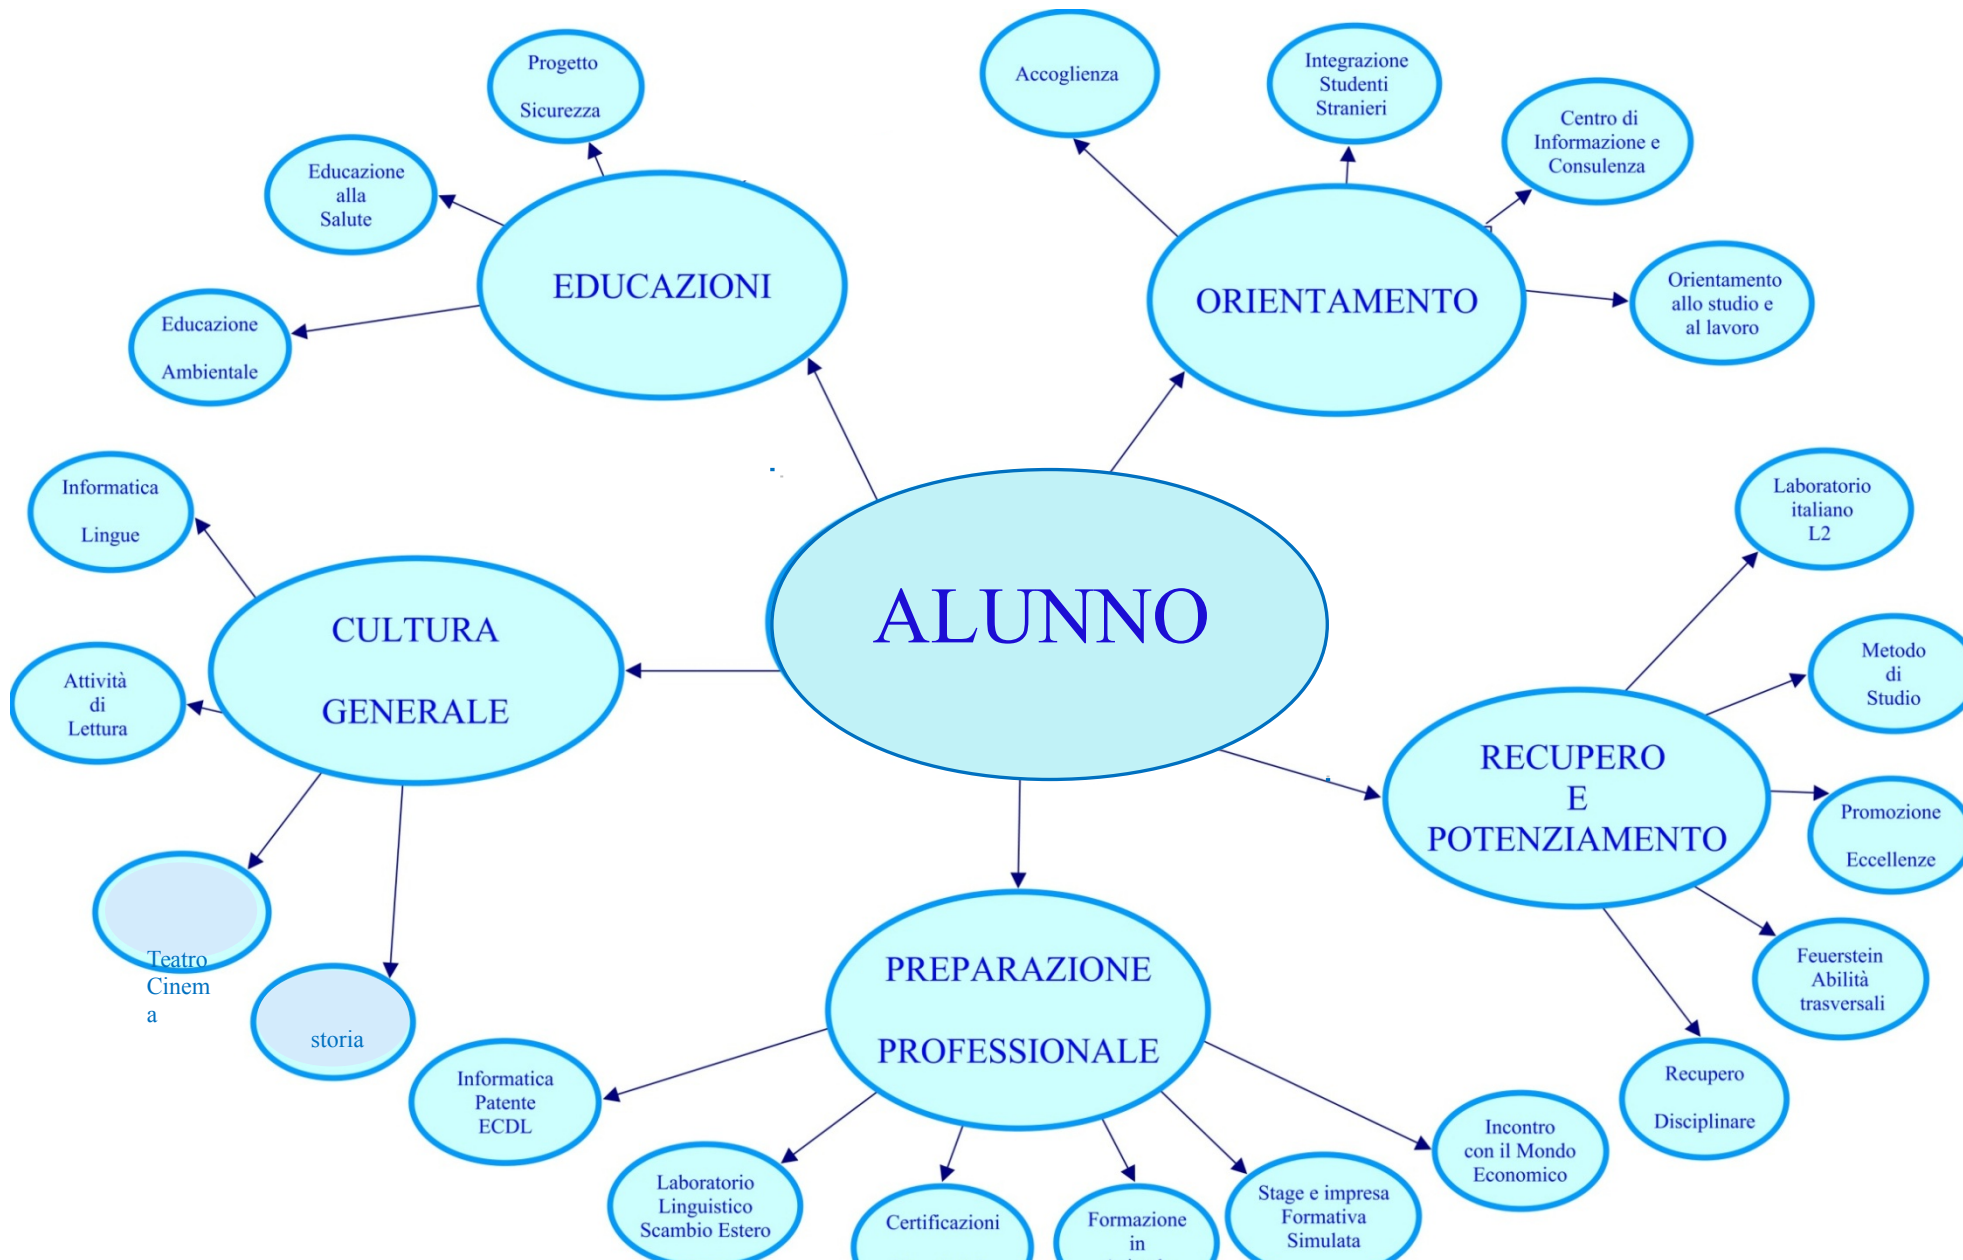 Progetto
Sicurezza
Educazione
alla
Salute
Educazione
Ambientale
EDUCAZIONI
Accoglienza
Integrazione
Studenti
Stranieri
Centro di
Informazione e
Consulenza
Orientamento
allo studio e
al lavoro
ORIENTAMENTO
ALUNNO
Informatica
Lingue
Attività
di
Lettura
CULTURA
GENERALE
Teatro
Cinem
a
storia
Laboratorio
italiano
L2
Metodo
di
Studio
Promozione
Eccellenze
Feuerstein
Abilità
trasversali
Recupero
Disciplinare
RECUPERO
E
POTENZIAMENTO
PREPARAZIONE
PROFESSIONALE
Informatica
Patente
ECDL
Laboratorio
Linguistico
Scambio Estero
Certificazioni
Formazione
in
Stage e impresa
Formativa
Simulata
Incontro
con il Mondo
Economico